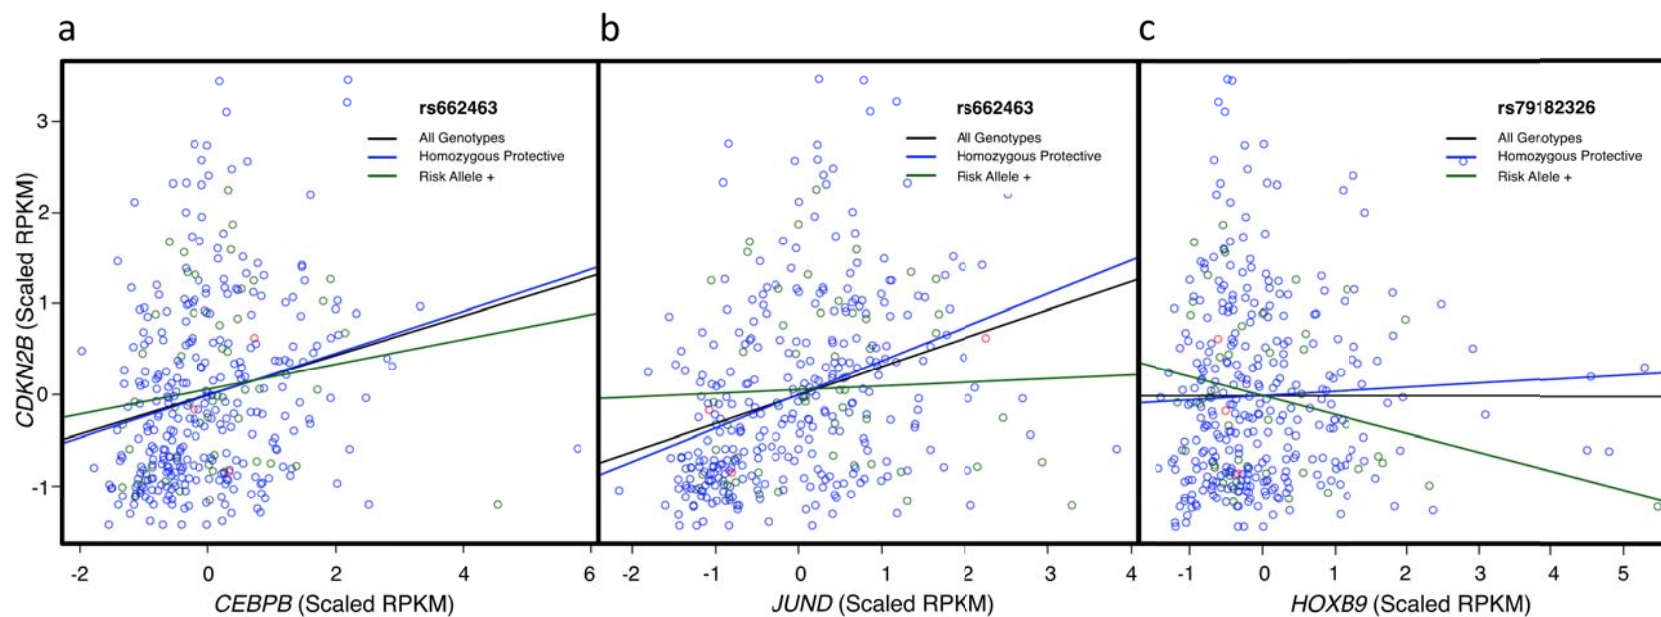 a
b
c
rs662463
All Genotypes
Homozygous Protective
Risk Allele +
rs662463
All Genotypes
Homozygous Protective
Risk Allele +
rs79182326
All Genotypes
Homozygous Protective
Risk Allele +
CDKN2B (Scaled RPKM)
3
2
1
0
-1
-2 0 2 4 6
-2 -1 0 1 2 3 4
-1 0 1 2 3 4 5
CEBPB (Scaled RPKM)
JUND (Scaled RPKM)
HOXB9 (Scaled RPKM)